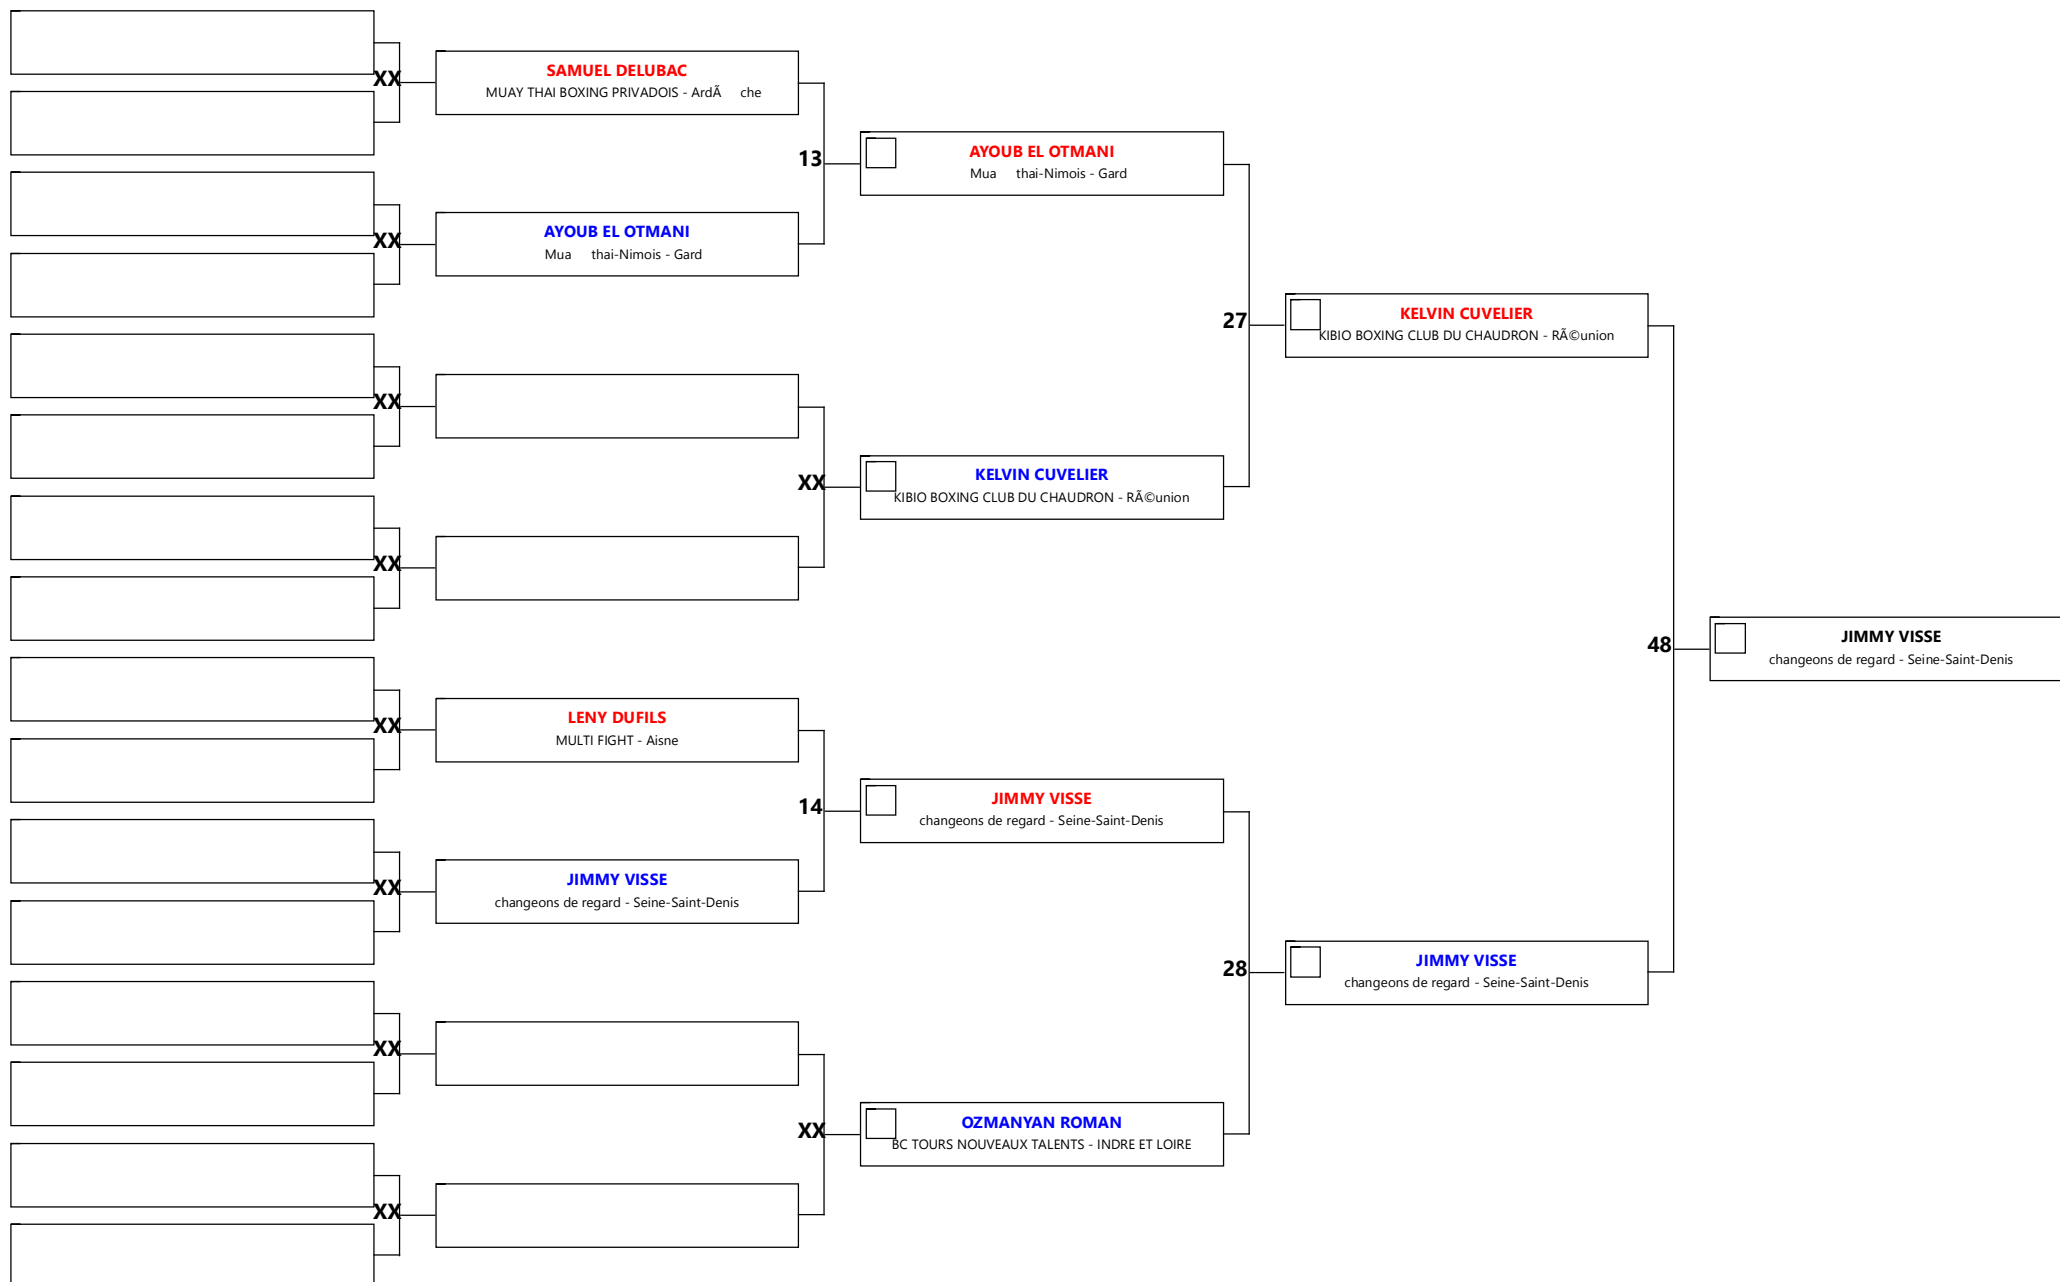 XX
SAMUEL DELUBAC
MUAY THAI BOXING PRIVADOIS - ArdÃ che
13
AYOUB EL OTMANI
Mua thai-Nimois - Gard
XX
AYOUB EL OTMANI
Mua thai-Nimois - Gard
27
KELVIN CUVELIER
KIBIO BOXING CLUB DU CHAUDRON - RÃ©union
XX
XX
KELVIN CUVELIER
KIBIO BOXING CLUB DU CHAUDRON - RÃ©union
XX
48
JIMMY VISSE
changeons de regard - Seine-Saint-Denis
XX
LENY DUFILS
MULTI FIGHT - Aisne
14
JIMMY VISSE
changeons de regard - Seine-Saint-Denis
XX
JIMMY VISSE
changeons de regard - Seine-Saint-Denis
28
JIMMY VISSE
changeons de regard - Seine-Saint-Denis
XX
XX
OZMANYAN ROMAN
BC TOURS NOUVEAUX TALENTS - INDRE ET LOIRE
XX